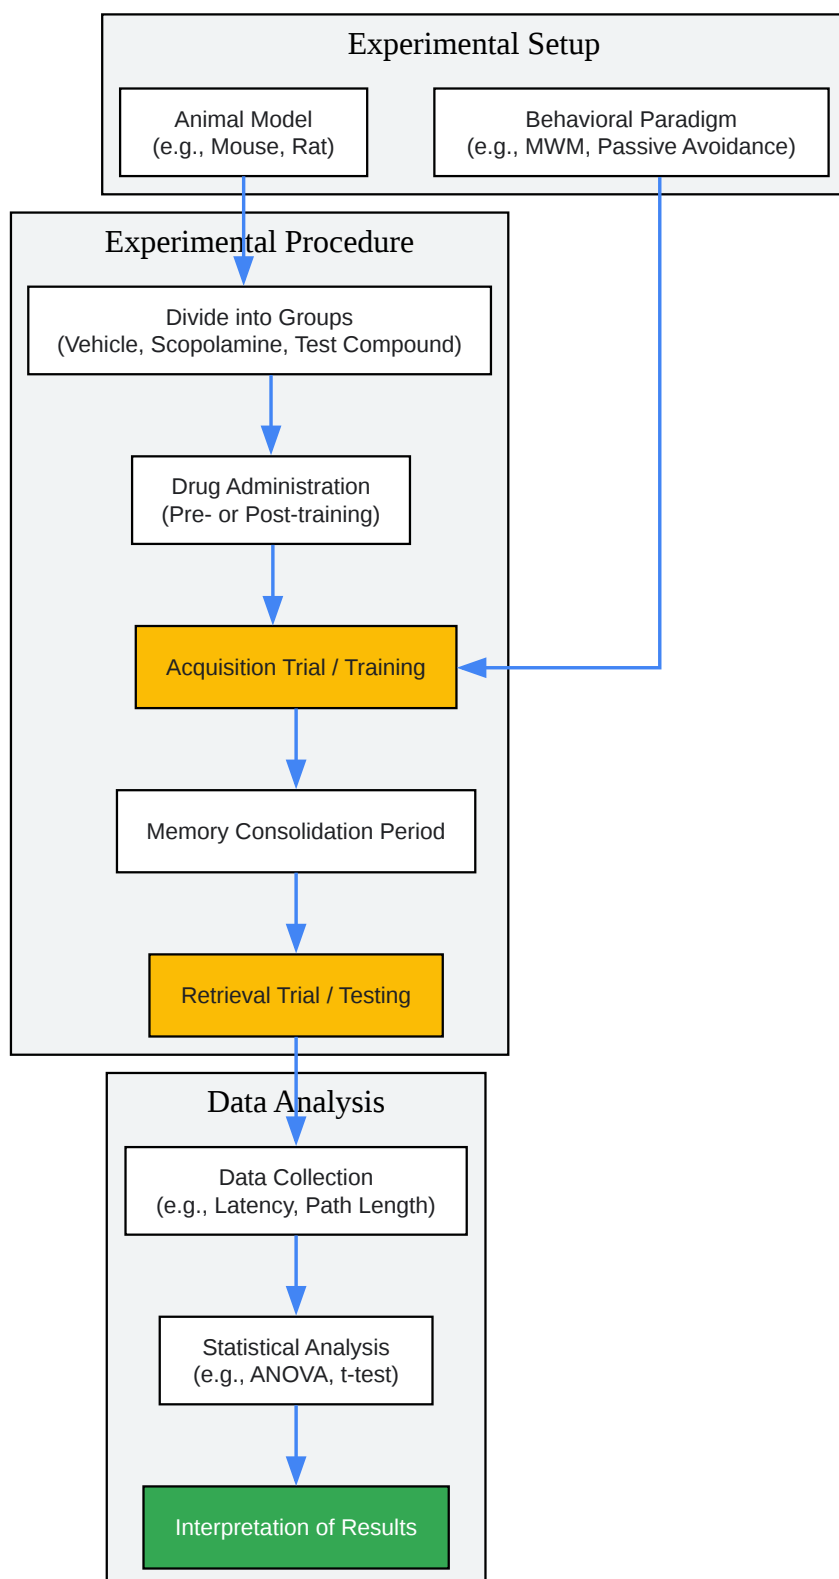 Experimental Setup
Animal Model
(e.g., Mouse, Rat)
Behavioral Paradigm
(e.g., MWM, Passive Avoidance)
Experimental Procedure
Divide into Groups
(Vehicle, Scopolamine, Test Compound)
Drug Administration
(Pre- or Post-training)
Acquisition Trial / Training
Memory Consolidation Period
Retrieval Trial / Testing
Data Analysis
Data Collection
(e.g., Latency, Path Length)
Statistical Analysis
(e.g., ANOVA, t-test)
Interpretation of Results